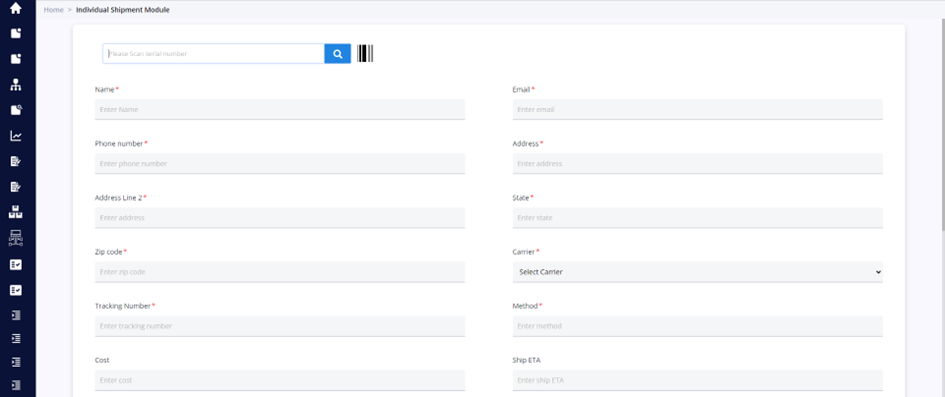 Home > Individual Shipment Module
Please Scan serial number
Name* Email*
Enter Name Enter email
Phone number* Address*
Enter phone number Enter address
Address Line 2* State*
Enter address Enter state
Zip code* Carrier*
Enter zip code Select Carrier
Tracking Number* Method*
Enter tracking number Enter method
Cost Ship ETA
Enter cost Enter ship ETA